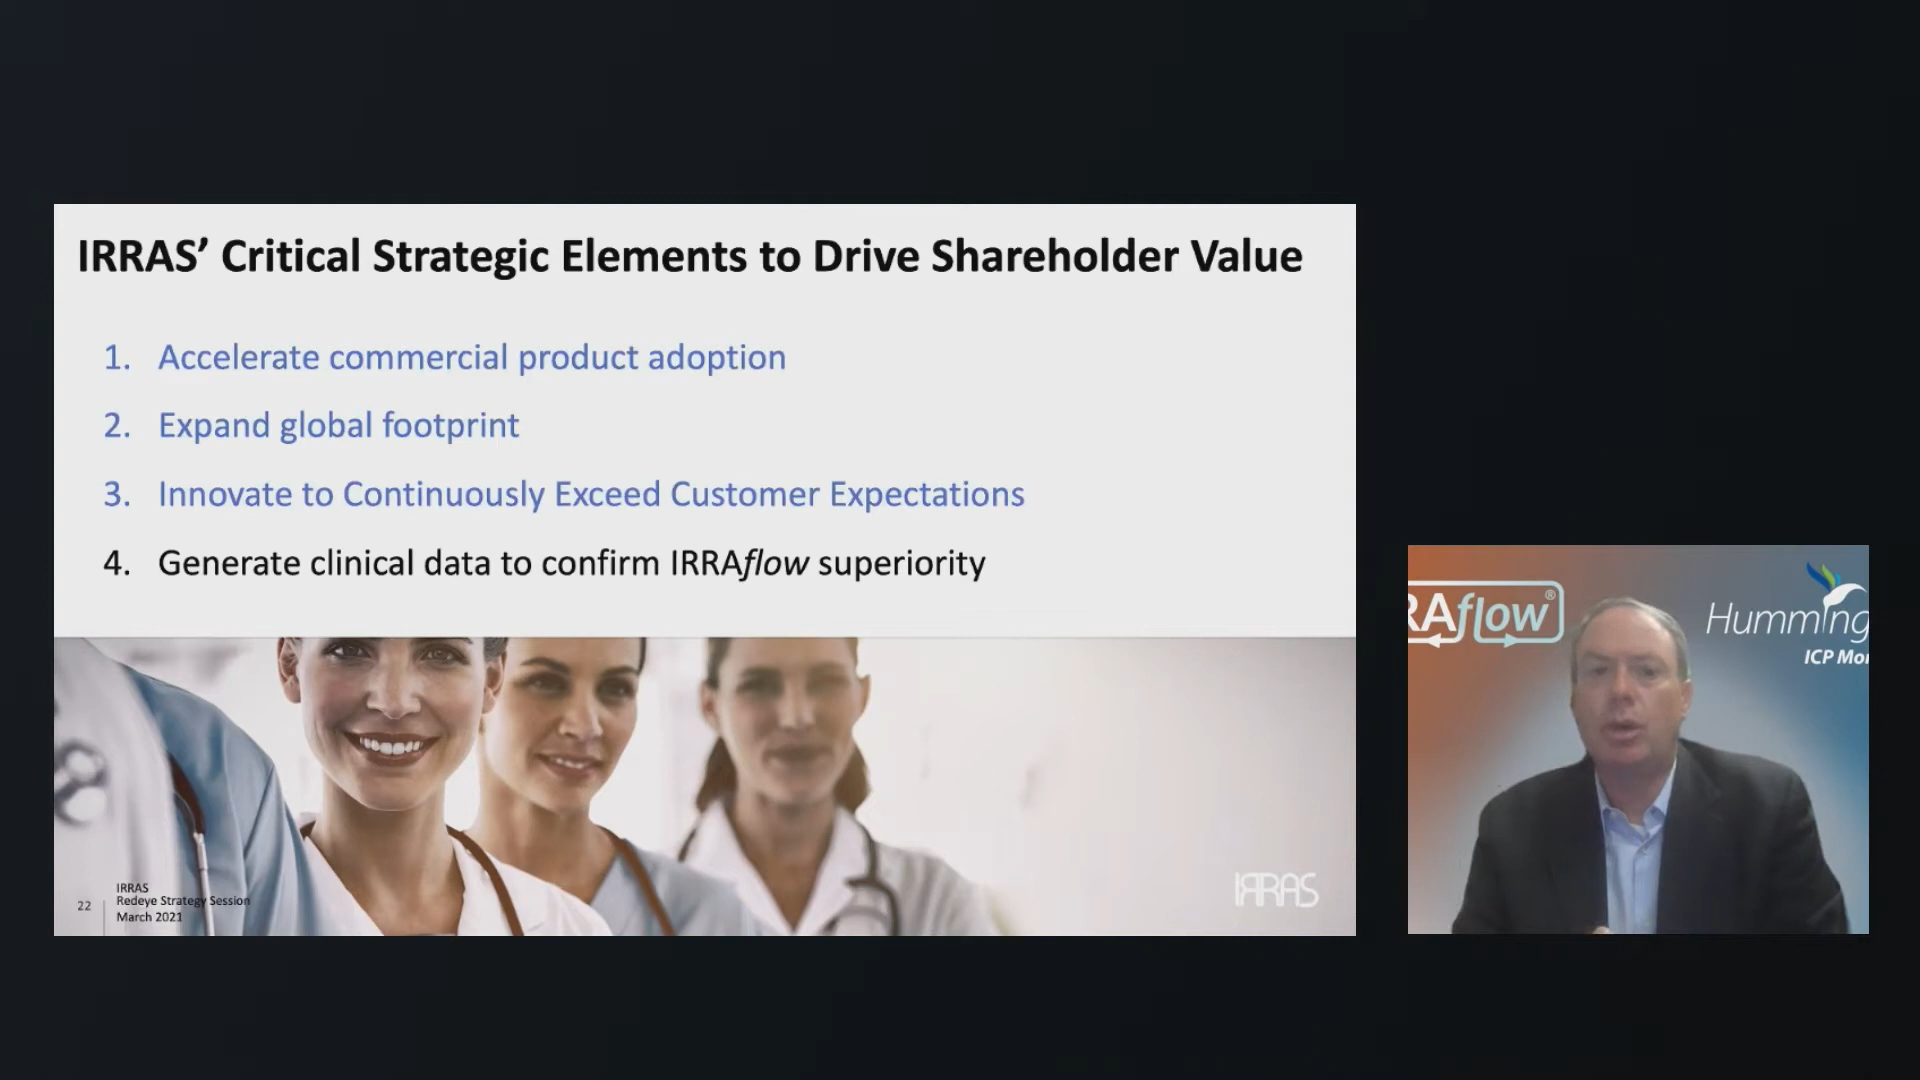 IRRAS’ Critical Strategic Elements to Drive Shareholder Value
1. Accelerate commercial product adoption
2. Expand global footprint
3. Innovate to Continuously Exceed Customer Expectations
4. Generate clinical data to confirm IRRAflow superiority
22
IRRAS
Redeye Strategy Session
March 2021
IRRAS
RAflow®
Humming
ICP Mon